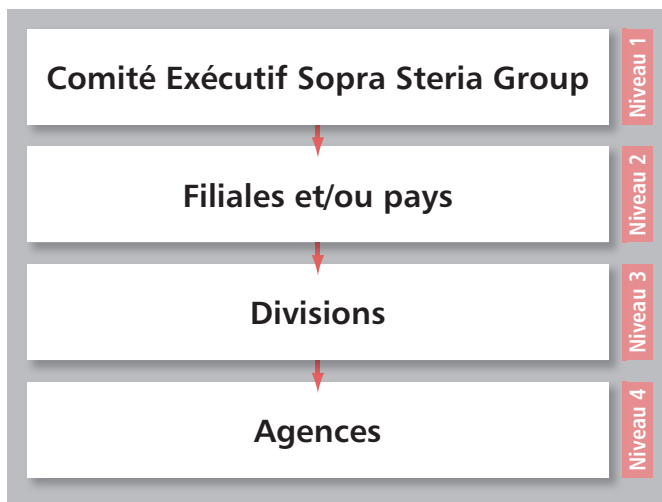 Comité Exécutif Sopra Steria Group
Niveau 1
Filiales et/ou pays
Niveau 2
Divisions
Niveau 3
Agences
Niveau 4